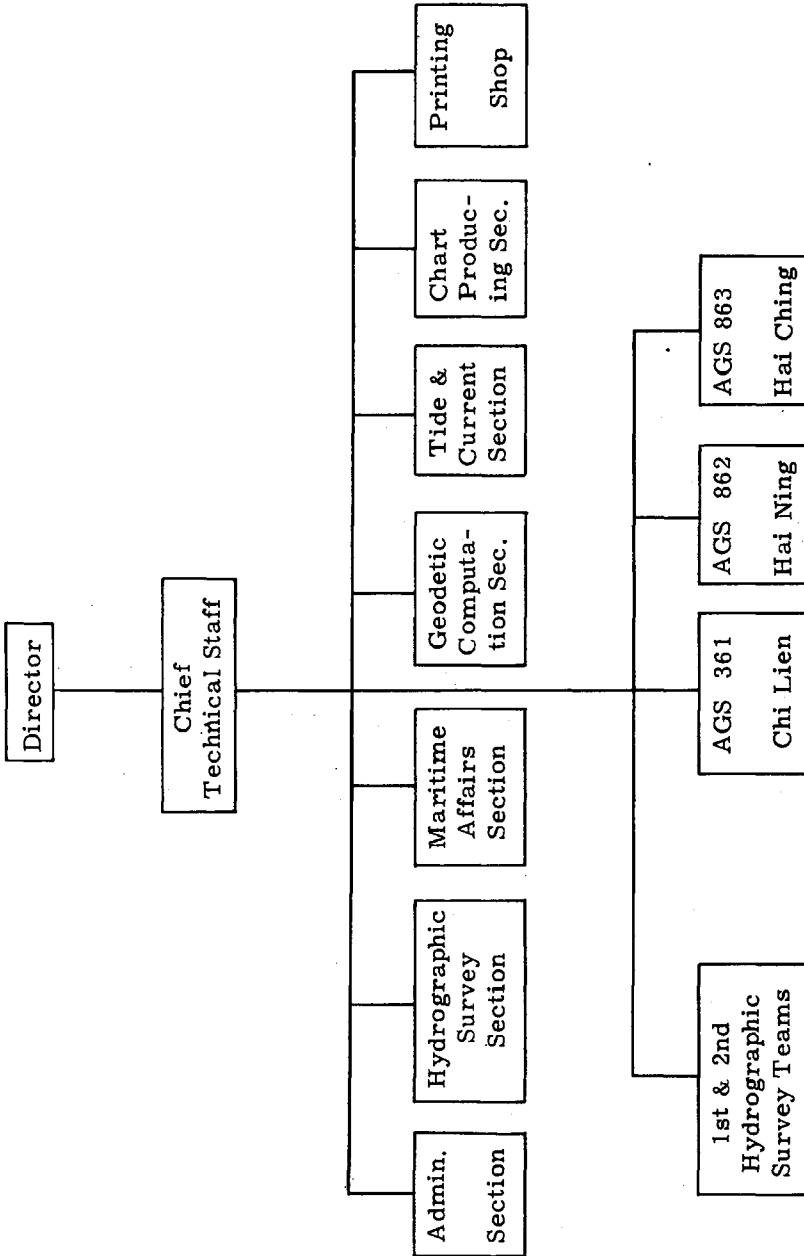 Director
Chief
Technical Staff
Admin.
Section
Hydrographic
Survey
Section
Maritime
Affairs
Section
Geodetic
Computa-
tion Sec.
Tide &
Current
Section
Chart
Produc-
ing Sec.
Printing
Shop
1st & 2nd
Hydrographic
Survey Teams
AGS 361
Chi Lien
AGS 862
Hai Ning
AGS 863
Hai Ching